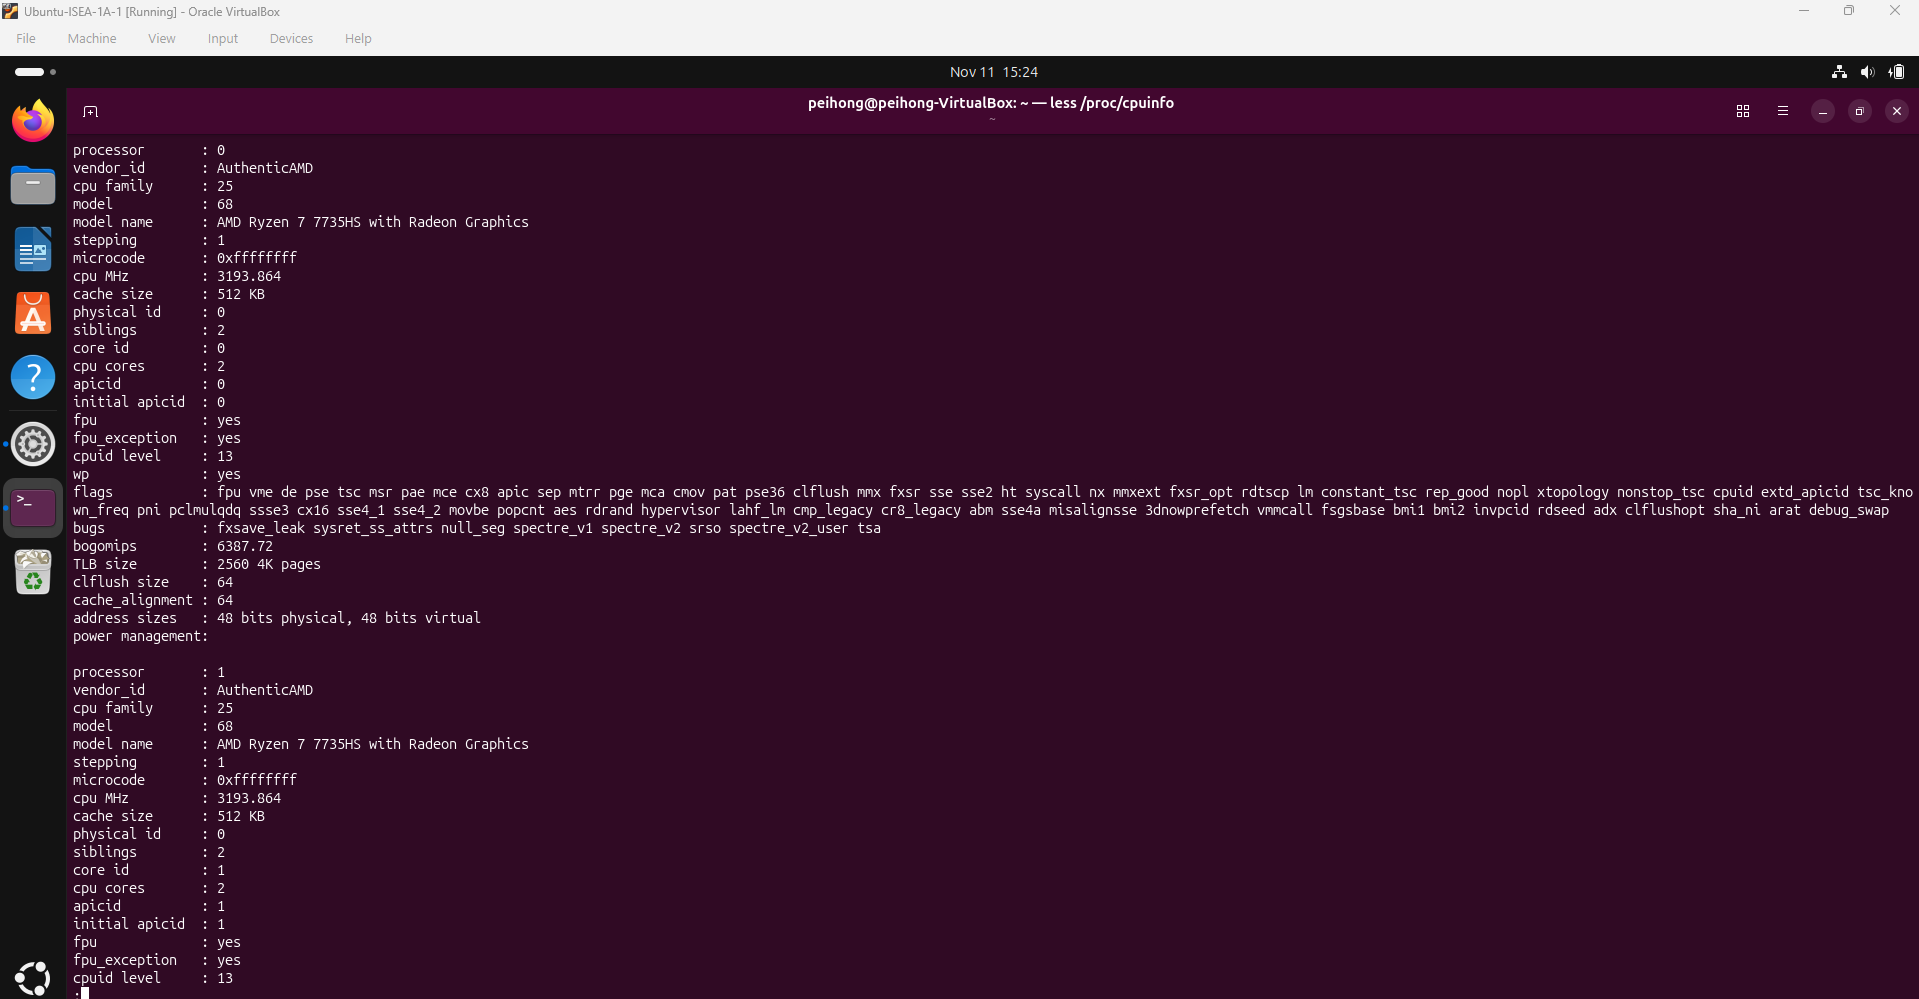 Ubuntu-ISEA-1A-1 [Running] - Oracle VirtualBox
File Machine View Input Devices Help
Nov 11 15:24
peihong@peihong-VirtualBox: ~ — less /proc/cpuinfo
~
processor : 0
vendor_id : AuthenticAMD
cpu family : 25
model : 68
model name : AMD Ryzen 7 7735HS with Radeon Graphics
stepping : 1
microcode : 0xffffffff
cpu MHz : 3193.864
cache size : 512 KB
physical id : 0
siblings : 2
core id : 0
cpu cores : 2
apicid : 0
initial apicid : 0
fpu : yes
fpu_exception : yes
cpuid level : 13
wp : yes
flags : fpu vme de pse tsc msr pae mce cx8 apic sep mtrr pge mca cmov pat pse36 clflush mmx fxsr sse sse2 ht syscall nx mmxext fxsr_opt rdtscp lm constant_tsc rep_good nopl xtopology nonstop_tsc cpuid extd_apicid tsc_kno
wn_freq pni pclmulqdq ssse3 cx16 sse4_1 sse4_2 movbe popcnt aes rdrand hypervisor lahf_lm cmp_legacy cr8_legacy abm sse4a misalignsse 3dnowprefetch vmmcall fsgsbase bmi1 bmi2 invpcid rdseed adx clflushopt sha_ni arat debug_swap
bugs : fxsave_leak sysret_ss_attrs null_seg spectre_v1 spectre_v2 srso spectre_v2_user tsa
bogomips : 6387.72
TLB size : 2560 4K pages
clflush size : 64
cache_alignment : 64
address sizes : 48 bits physical, 48 bits virtual
power management:
processor : 1
vendor_id : AuthenticAMD
cpu family : 25
model : 68
model name : AMD Ryzen 7 7735HS with Radeon Graphics
stepping : 1
microcode : 0xffffffff
cpu MHz : 3193.864
cache size : 512 KB
physical id : 0
siblings : 2
core id : 1
cpu cores : 2
apicid : 1
initial apicid : 1
fpu : yes
fpu_exception : yes
cpuid level : 13
: